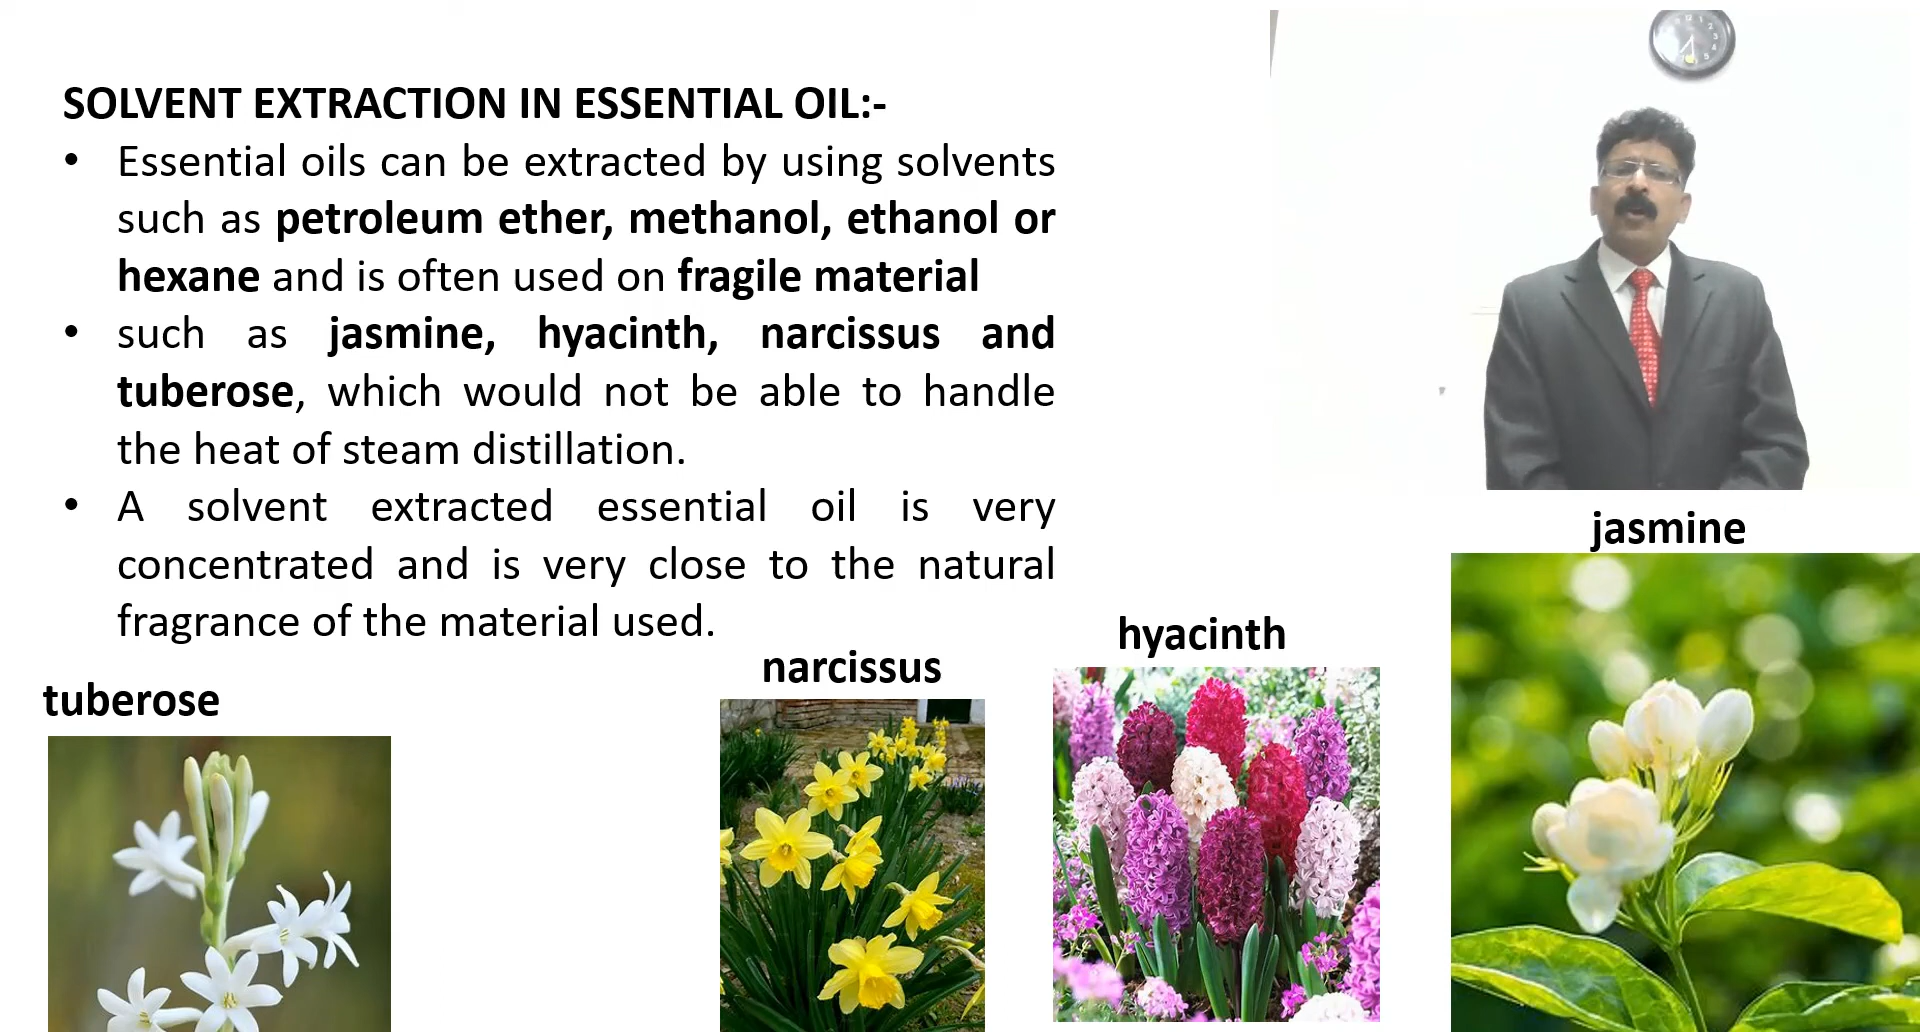 SOLVENT EXTRACTION IN ESSENTIAL OIL:-
• Essential oils can be extracted by using solvents
such as petroleum ether, methanol, ethanol or
hexane and is often used on fragile material
• such as jasmine, hyacinth, narcissus and
tuberose, which would not be able to handle
the heat of steam distillation.
• A solvent extracted essential oil is very
concentrated and is very close to the natural
fragrance of the material used.
jasmine
hyacinth
narcissus
tuberose